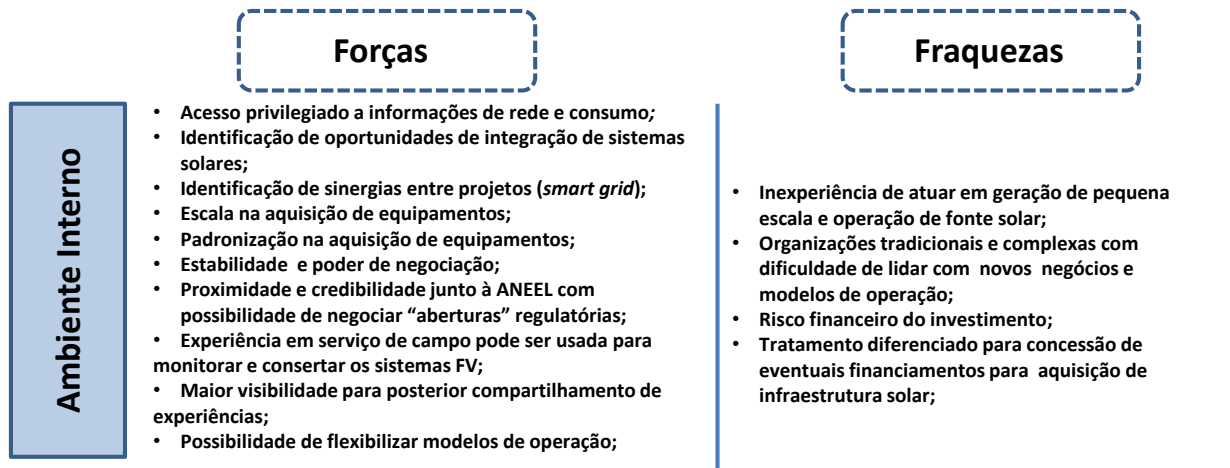 Forças
Fraquezas
Ambiente Interno
• Acesso privilegiado a informações de rede e consumo;
• Identificação de oportunidades de integração de sistemas
solares;
• Identificação de sinergias entre projetos (smart grid);
• Escala na aquisição de equipamentos;
• Padronização na aquisição de equipamentos;
• Estabilidade e poder de negociação;
• Proximidade e credibilidade junto à ANEEL com
possibilidade de negociar “aberturas” regulatórias;
• Experiência em serviço de campo pode ser usada para
monitorar e consertar os sistemas FV;
• Maior visibilidade para posterior compartilhamento de
experiências;
• Possibilidade de flexibilizar modelos de operação;
• Inexperiência de atuar em geração de pequena
escala e operação de fonte solar;
• Organizações tradicionais e complexas com
dificuldade de lidar com novos negócios e
modelos de operação;
• Risco financeiro do investimento;
• Tratamento diferenciado para concessão de
eventuais financiamentos para aquisição de
infraestrutura solar;